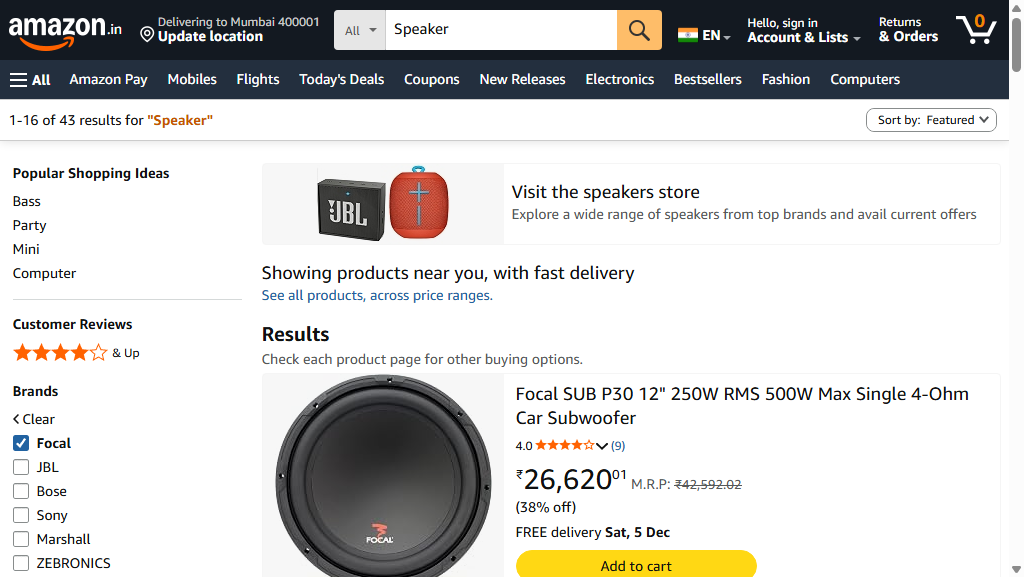 amazon.in
Delivering to Mumbai 400001
Update location
All
Speaker
EN
Hello, sign in
Account & Lists
Returns
& Orders
0
All
Amazon Pay
Mobiles
Flights
Today's Deals
Coupons
New Releases
Electronics
Bestsellers
Fashion
Computers
1-16 of 43 results for "Speaker"
Sort by: Featured
Popular Shopping Ideas
Bass
Party
Mini
Computer
Customer Reviews
& Up
Brands
Clear
Focal
JBL
Bose
Sony
Marshall
ZEBRONICS
JBL
Visit the speakers store
Explore a wide range of speakers from top brands and avail current offers
Showing products near you, with fast delivery
See all products, across price ranges.
Results
Check each product page for other buying options.
FOCAL
Focal SUB P30 12" 250W RMS 500W Max Single 4-Ohm
Car Subwoofer
4.0 (9)
₹26,620.01 M.R.P: ₹42,592.02
(38% off)
FREE delivery Sat, 5 Dec
Add to cart